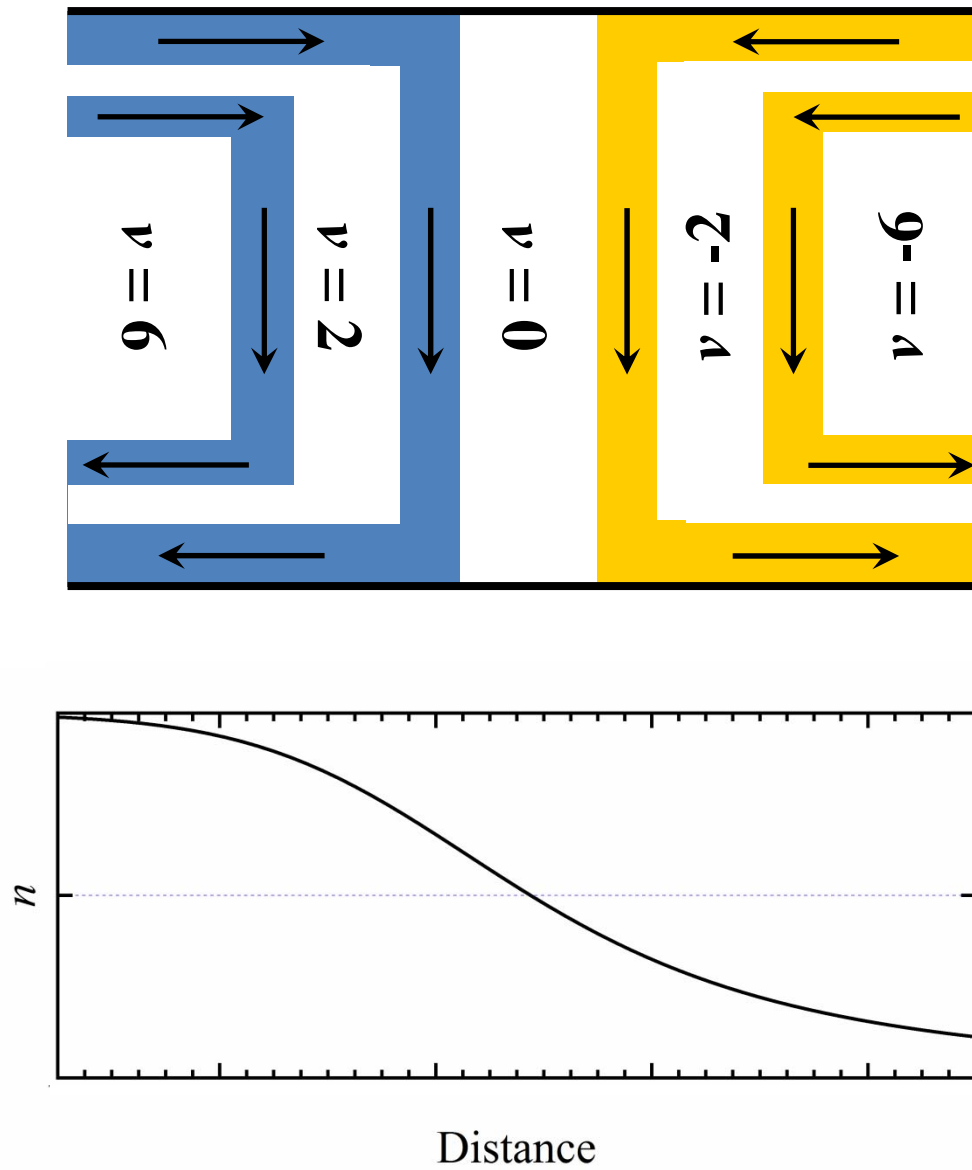 ν = 6
ν = 2
ν = 0
ν = -2
ν = -6
n
Distance